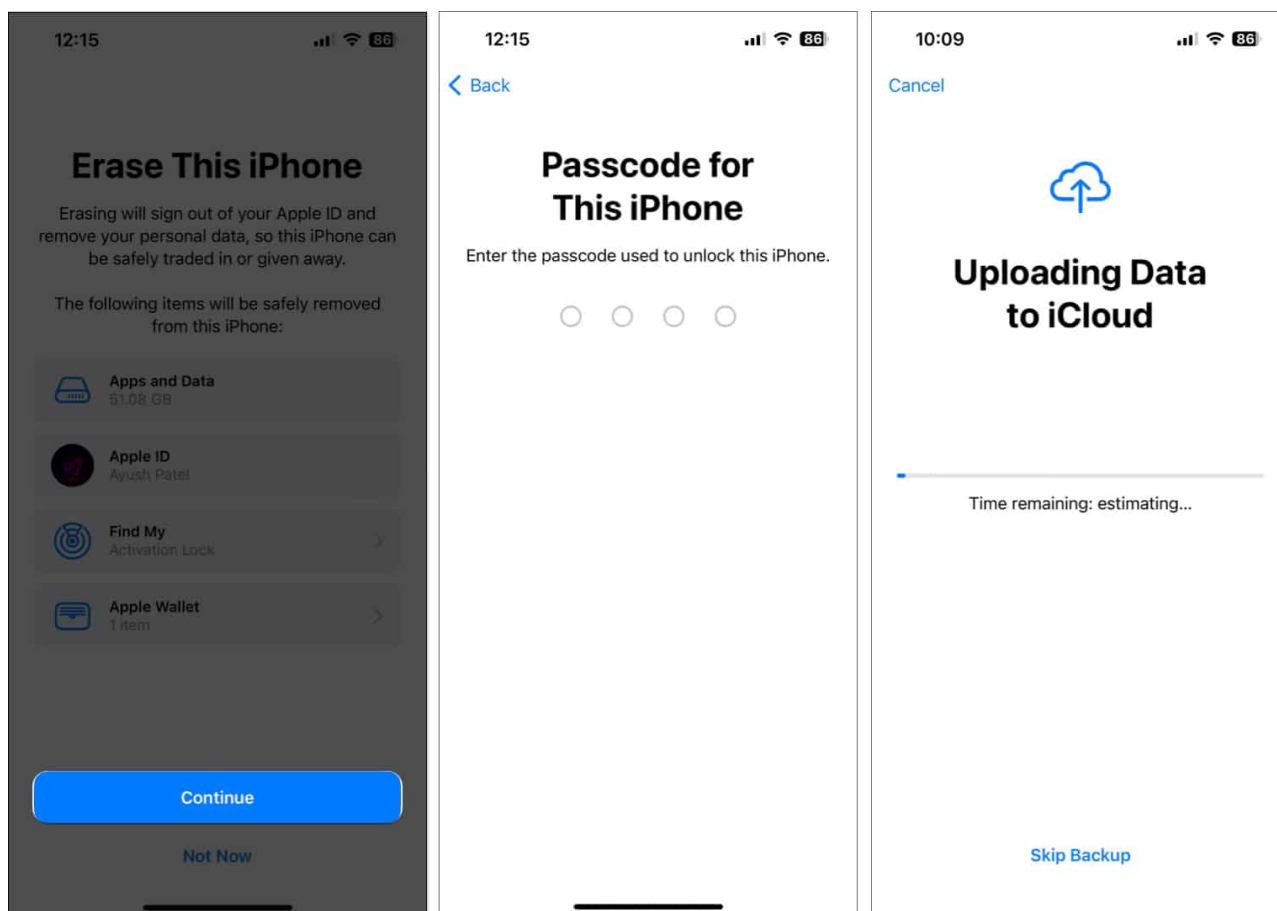 12:15
86
Erase This iPhone
Erasing will sign out of your Apple ID and
remove your personal data, so this iPhone can
be safely traded in or given away.
The following items will be safely removed
from this iPhone:
Apps and Data
51.08 GB
Apple ID
Ayush Patel
Find My
Activation Lock
Apple Wallet
1 item
Continue
Not Now
12:15
86
Back
Passcode for
This iPhone
Enter the passcode used to unlock this iPhone.
10:09
86
Cancel
Uploading Data
to iCloud
Time remaining: estimating...
Skip Backup